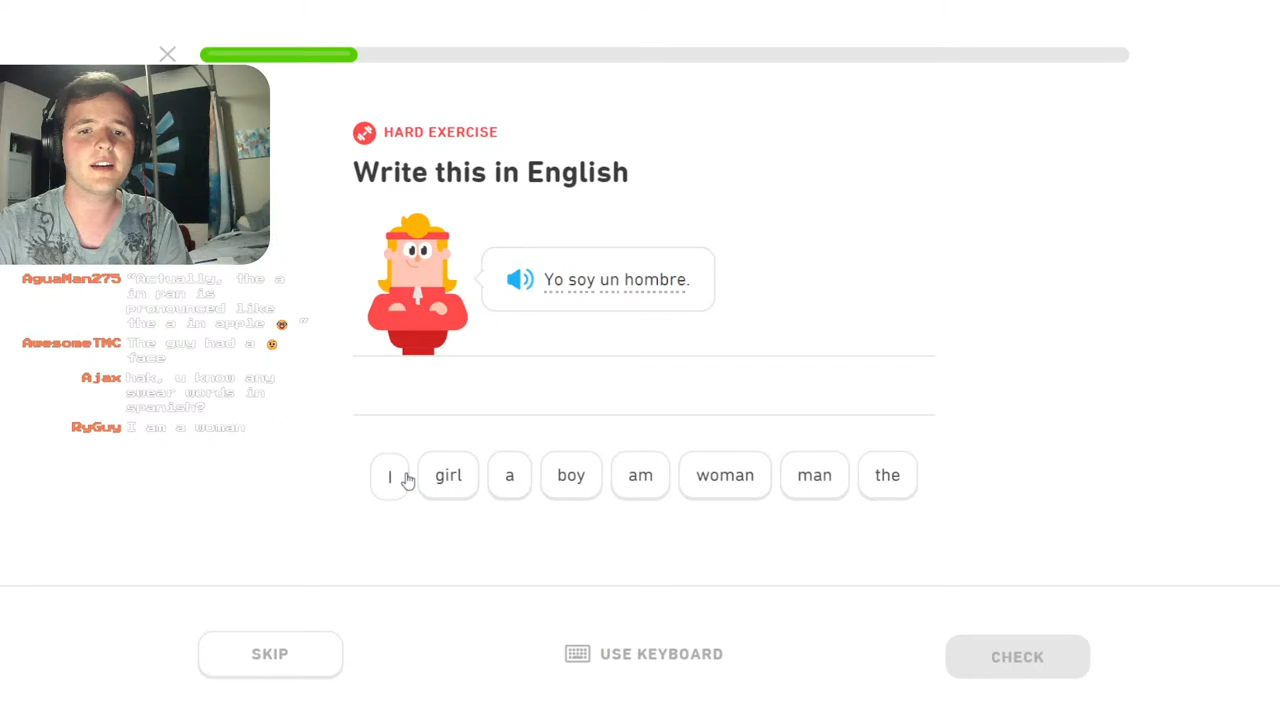 HARD EXERCISE
Write this in English
Yo soy un hombre.
AguaMan275 "Actually, the a
in pan is
pronounced like
the a in apple "
AwesomeTMC The guy had a
face
Ajax hak, u know any
swear words in
spanish?
RyGuy I am a woman
I girl a boy am woman man the
SKIP USE KEYBOARD CHECK